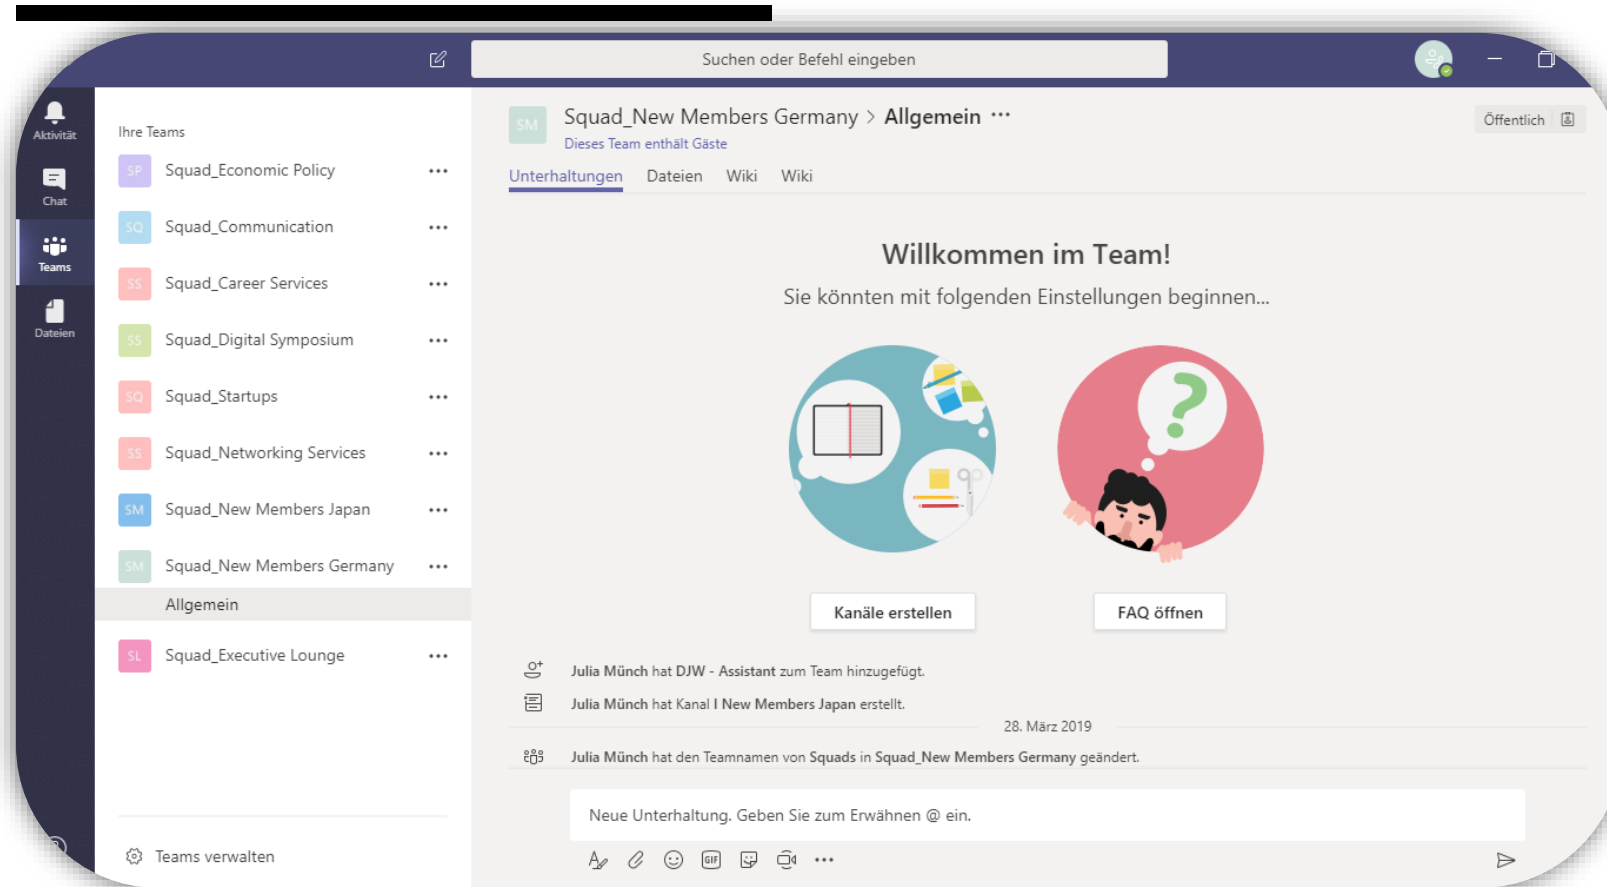 Suchen oder Befehl eingeben
Aktivität
Chat
Teams
Dateien
Ihre Teams
SP Squad_Economic Policy
SQ Squad_Communication
SS Squad_Career Services
SS Squad_Digital Symposium
SQ Squad_Startups
SS Squad_Networking Services
SM Squad_New Members Japan
SM Squad_New Members Germany
Allgemein
SL Squad_Executive Lounge
Teams verwalten
SM Squad_New Members Germany > Allgemein ···
Öffentlich
Dieses Team enthält Gäste
Unterhaltungen Dateien Wiki Wiki
Willkommen im Team!
Sie könnten mit folgenden Einstellungen beginnen...
?
Kanäle erstellen
FAQ öffnen
Julia Münch hat DJW - Assistant zum Team hinzugefügt.
Julia Münch hat Kanal I New Members Japan erstellt.
28. März 2019
Julia Münch hat den Teamnamen von Squads in Squad_New Members Germany geändert.
Neue Unterhaltung. Geben Sie zum Erwähnen @ ein.
GIF